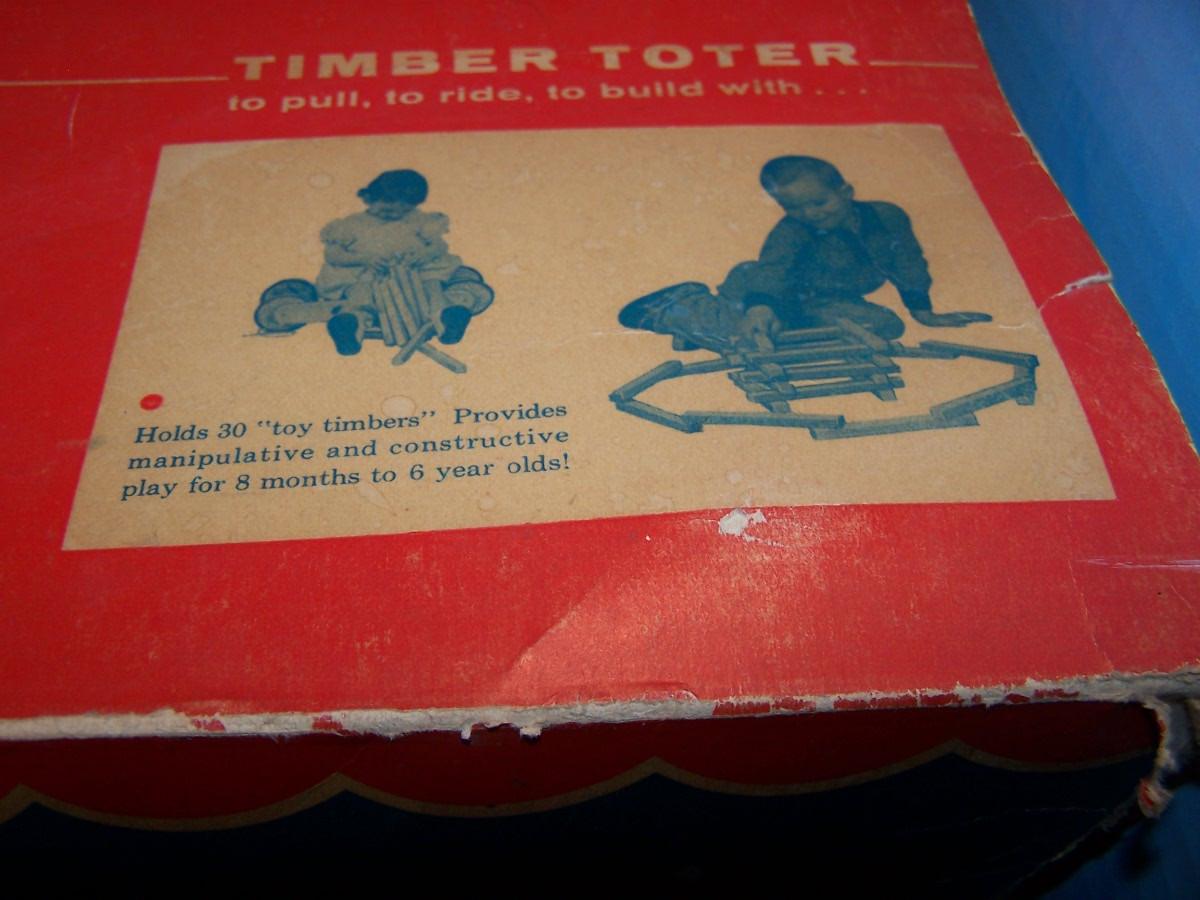 TIMBER TOTER
to pull, to ride, to build with...
Holds 30 "toy timbers" Provides
manipulative and constructive
play for 8 months to 6 year olds!